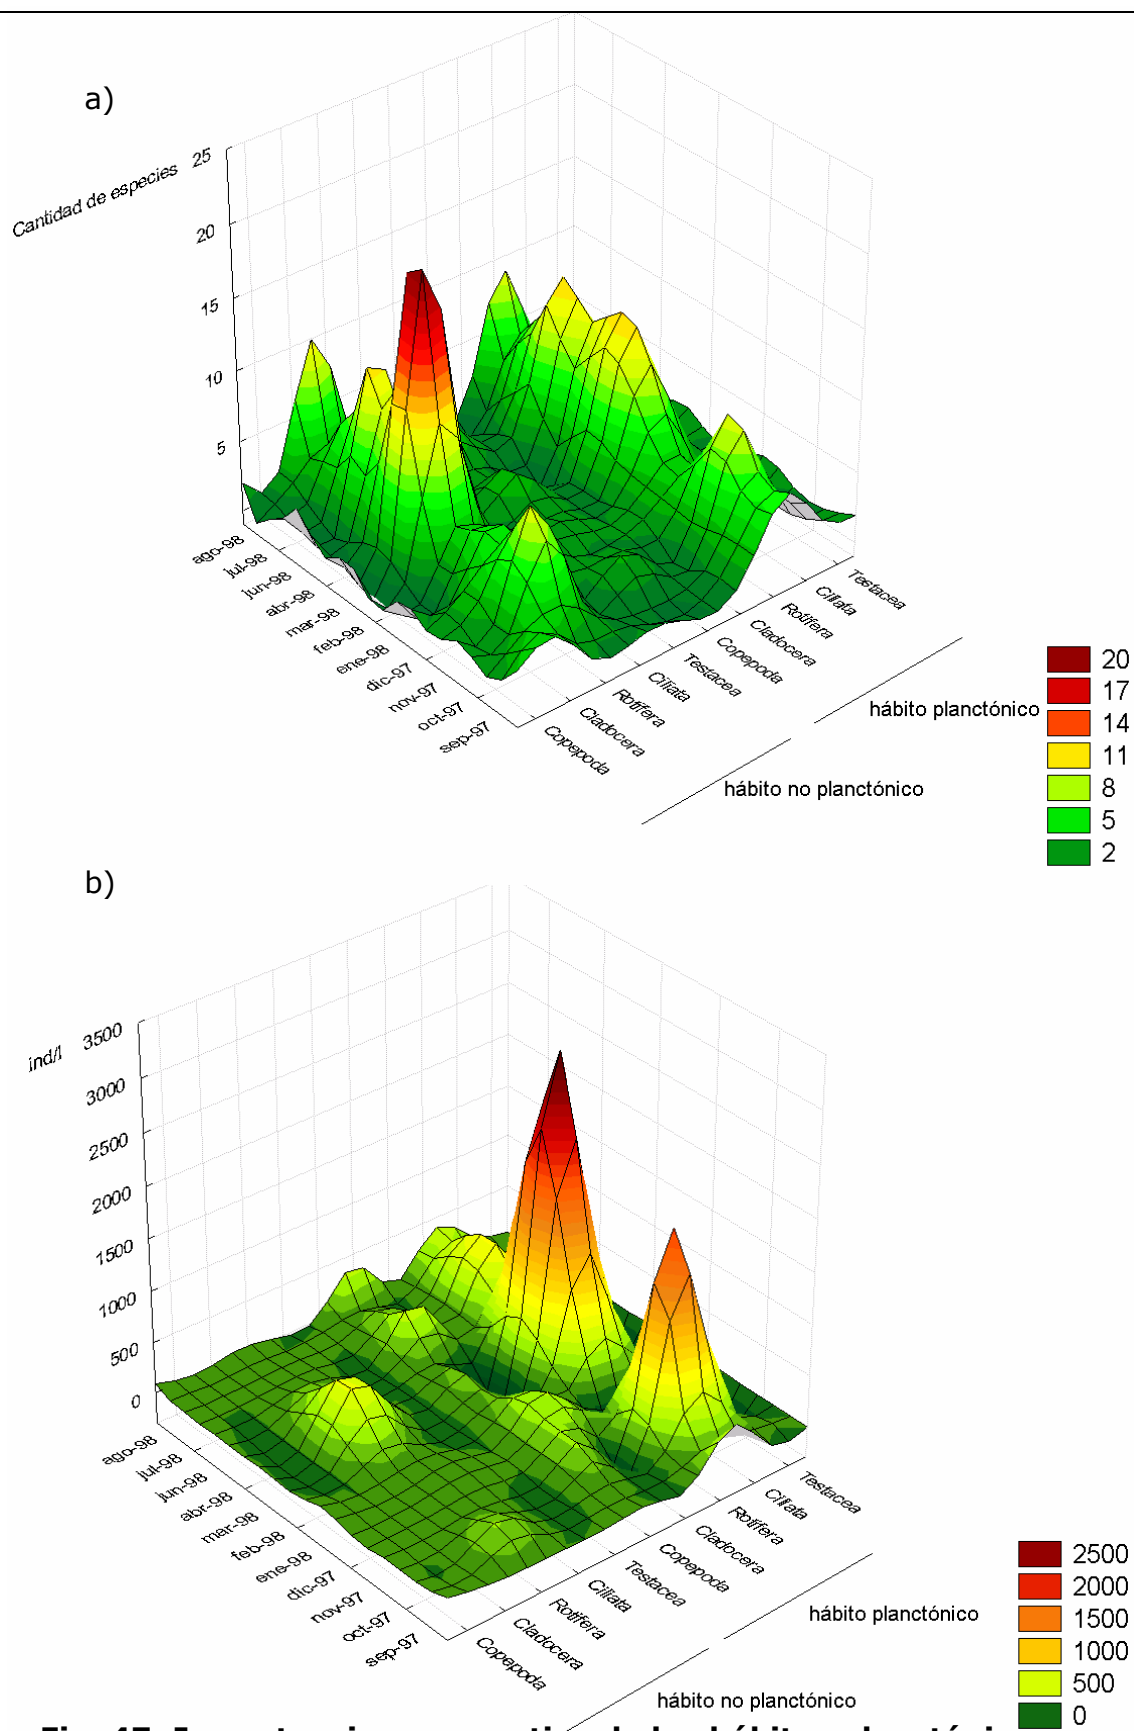 a)
Cantidad de especies
25
20
15
10
5
ago-98
jul-98
jun-98
abr-98
mar-98
feb-98
ene-98
dic-97
nov-97
oct-97
sep-97
Copepoda
Cladocera
Rotífera
Ciliata
Testacea
Copepoda
Cladocera
Rotífera
Ciliata
Testacea
hábito planctónico
hábito no planctónico
20
17
14
11
8
5
2
b)
ind/l
3500
3000
2500
2000
1500
1000
500
0
ago-98
jul-98
jun-98
abr-98
mar-98
feb-98
ene-98
dic-97
nov-97
oct-97
sep-97
Copepoda
Cladocera
Rotífera
Ciliata
Testacea
Copepoda
Cladocera
Rotífera
Ciliata
Testacea
hábito planctónico
hábito no planctónico
2500
2000
1500
1000
500
0